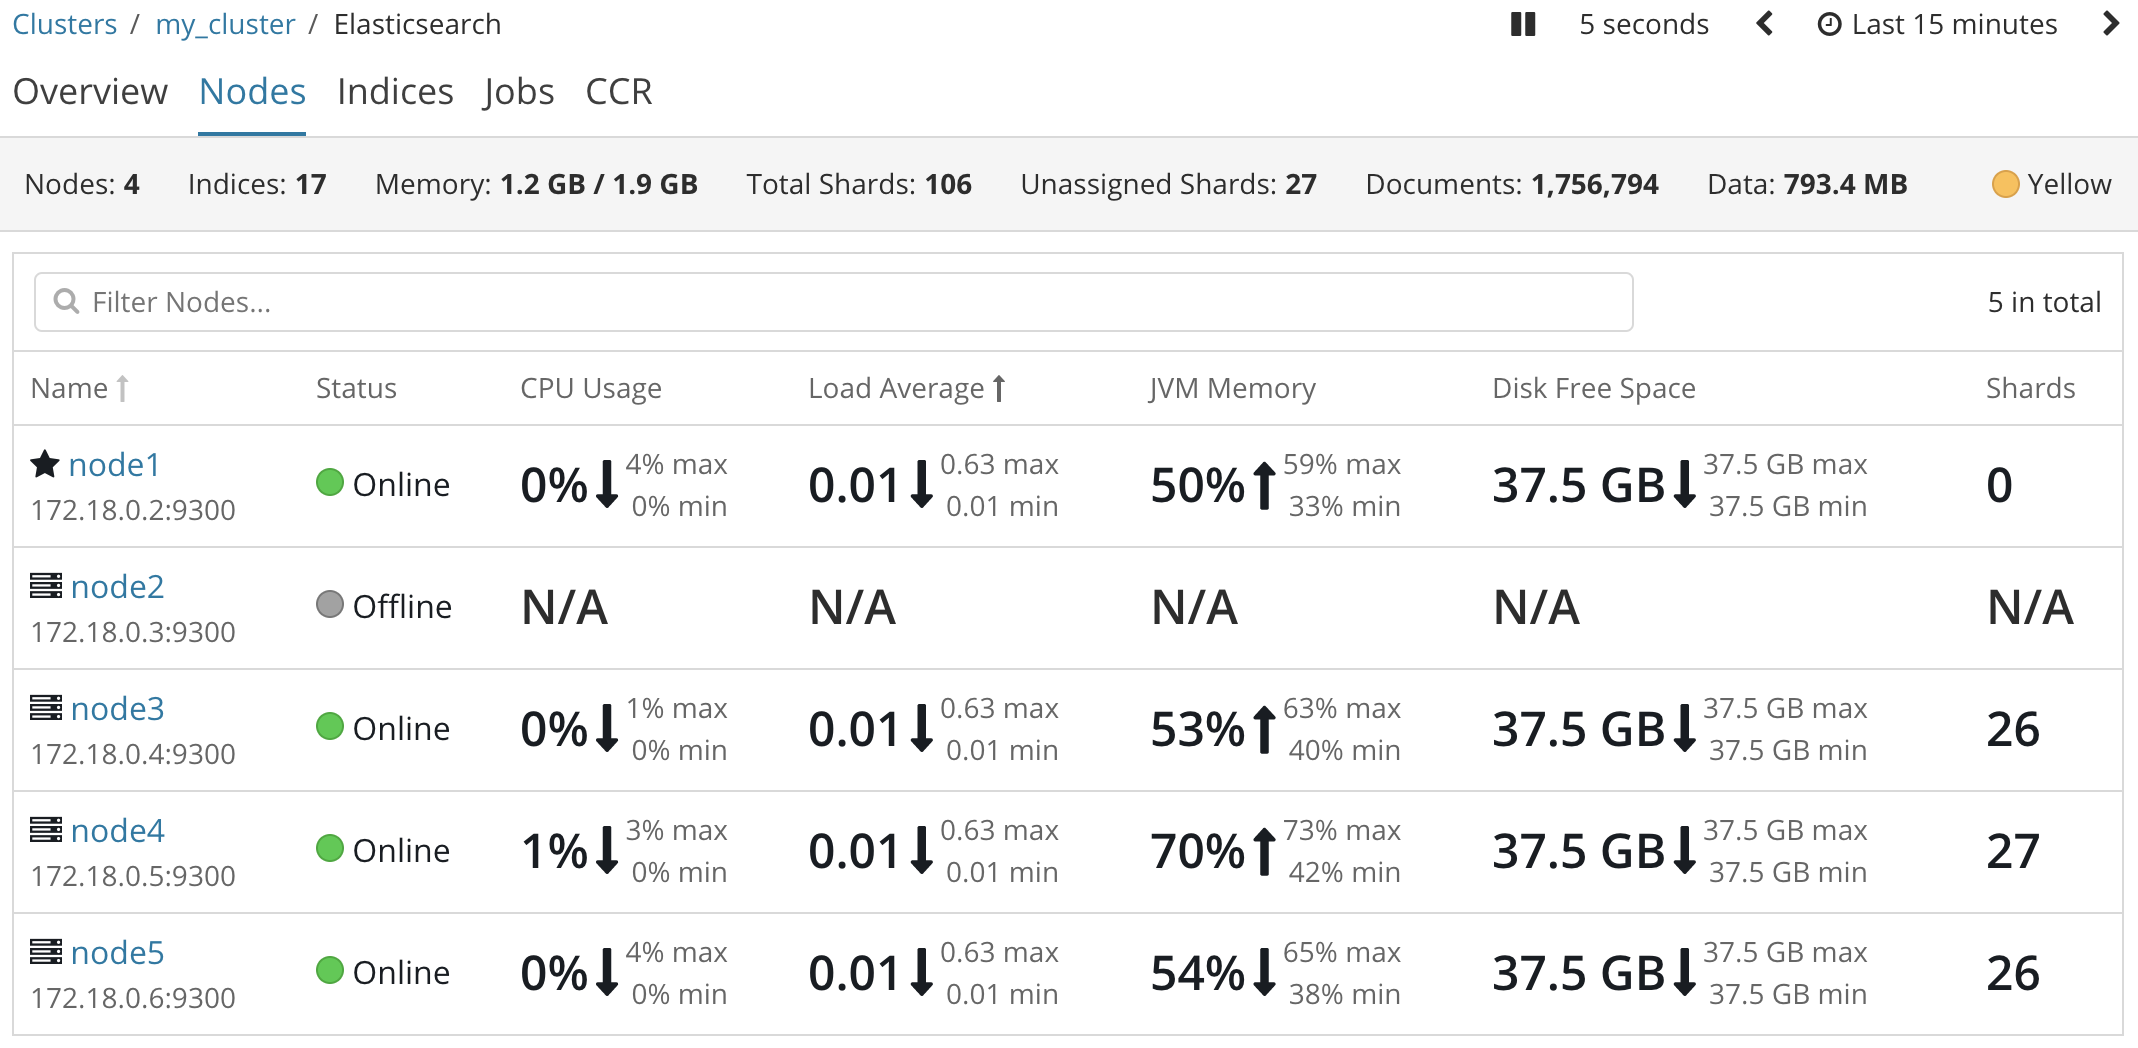 Clusters / my_cluster / Elasticsearch 5 seconds Last 15 minutes
Overview Nodes Indices Jobs CCR
Nodes: 4 Indices: 17 Memory: 1.2 GB / 1.9 GB Total Shards: 106 Unassigned Shards: 27 Documents: 1,756,794 Data: 793.4 MB Yellow
Filter Nodes... 5 in total
Name Status CPU Usage Load Average JVM Memory Disk Free Space Shards
node1
172.18.0.2:9300
Online
0%
4% max
0% min
0.01
0.63 max
0.01 min
50%
59% max
33% min
37.5 GB
37.5 GB max
37.5 GB min
0
node2
172.18.0.3:9300
Offline
N/A
N/A
N/A
N/A
N/A
node3
172.18.0.4:9300
Online
0%
1% max
0% min
0.01
0.63 max
0.01 min
53%
63% max
40% min
37.5 GB
37.5 GB max
37.5 GB min
26
node4
172.18.0.5:9300
Online
1%
3% max
0% min
0.01
0.63 max
0.01 min
70%
73% max
42% min
37.5 GB
37.5 GB max
37.5 GB min
27
node5
172.18.0.6:9300
Online
0%
4% max
0% min
0.01
0.63 max
0.01 min
54%
65% max
38% min
37.5 GB
37.5 GB max
37.5 GB min
26